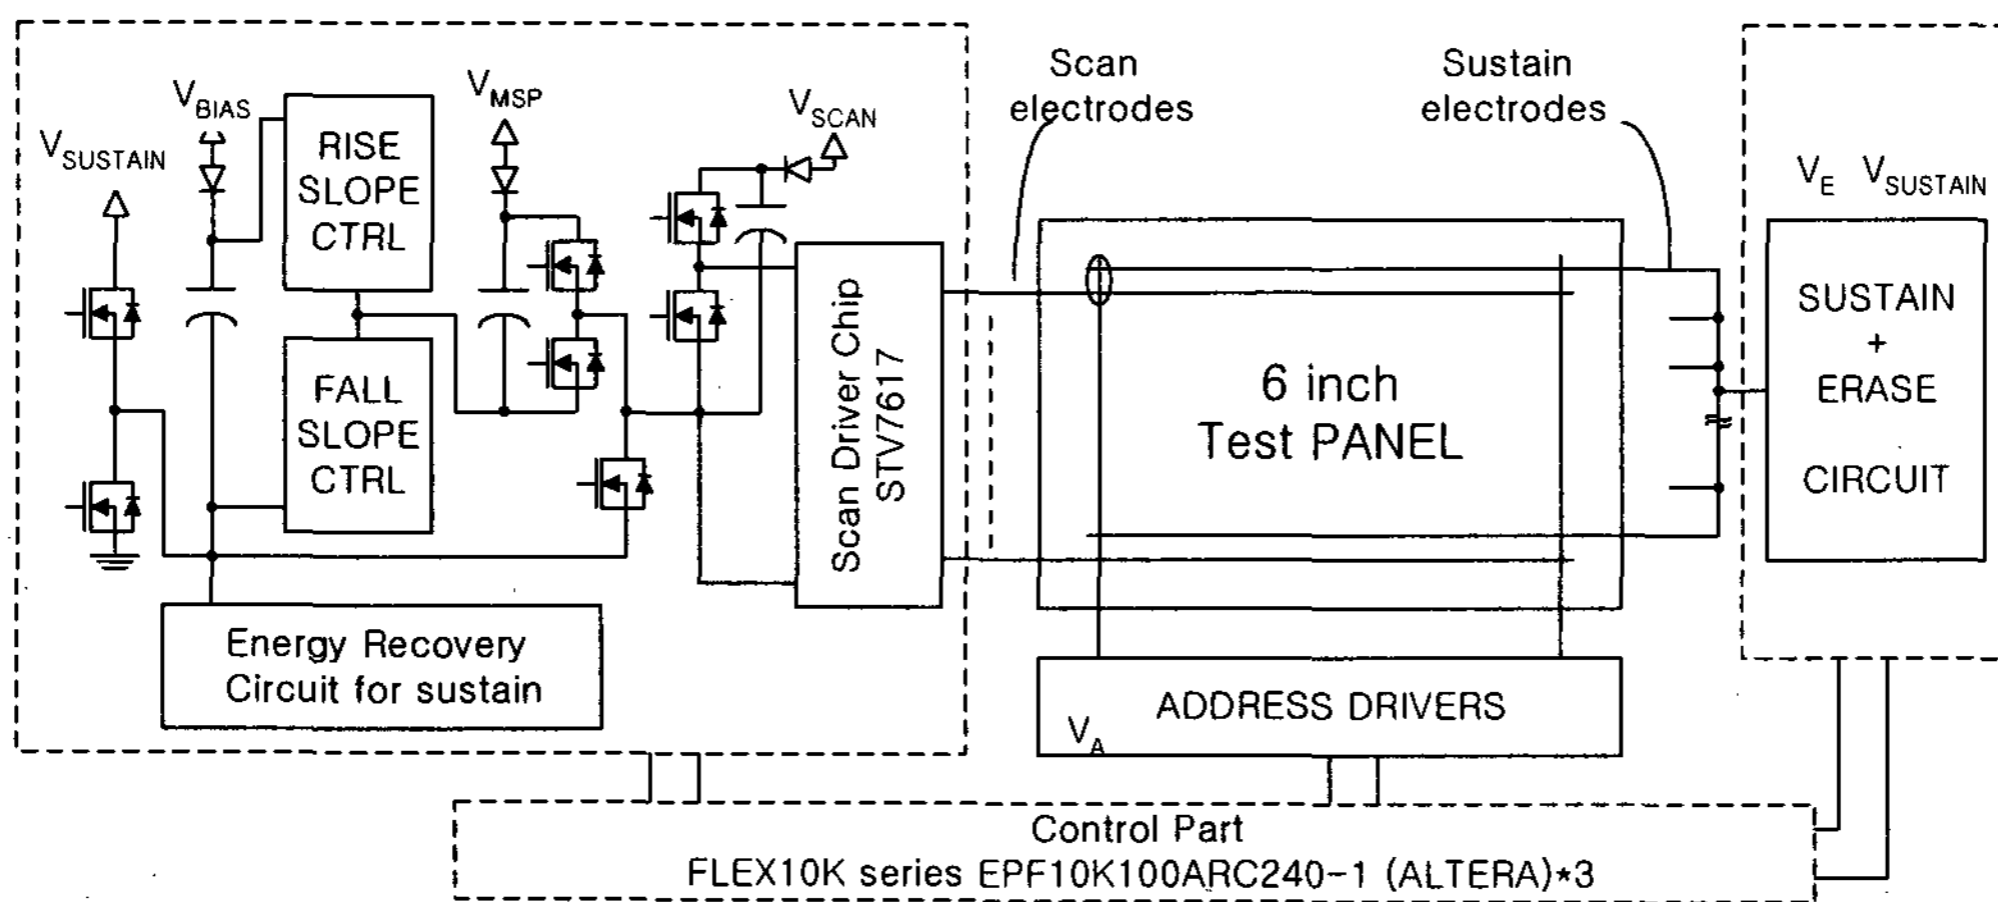 V_SUSTAIN
V_BIAS
RISE
SLOPE
CTRL
FALL
SLOPE
CTRL
V_MSP
V_SCAN
Energy Recovery
Circuit for sustain
Scan Driver Chip
STV7617
Scan
electrodes
Sustain
electrodes
6 inch
Test PANEL
V_E V_SUSTAIN
SUSTAIN
+
ERASE
CIRCUIT
ADDRESS DRIVERS
V_A
Control Part
FLEX10K series EPF10K100ARC240-1 (ALTERA)*3